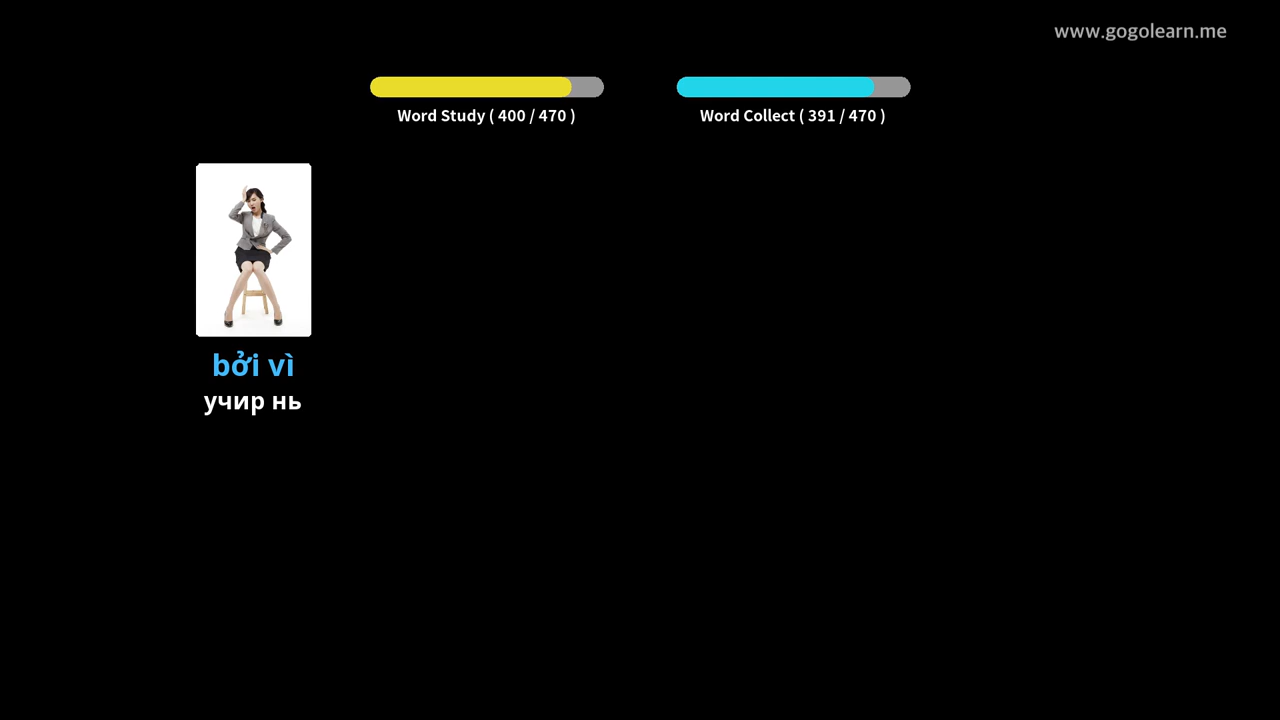 www.gogolearn.me
Word Study ( 400 / 470 )
Word Collect ( 391 / 470 )
bởi vì
учир нь